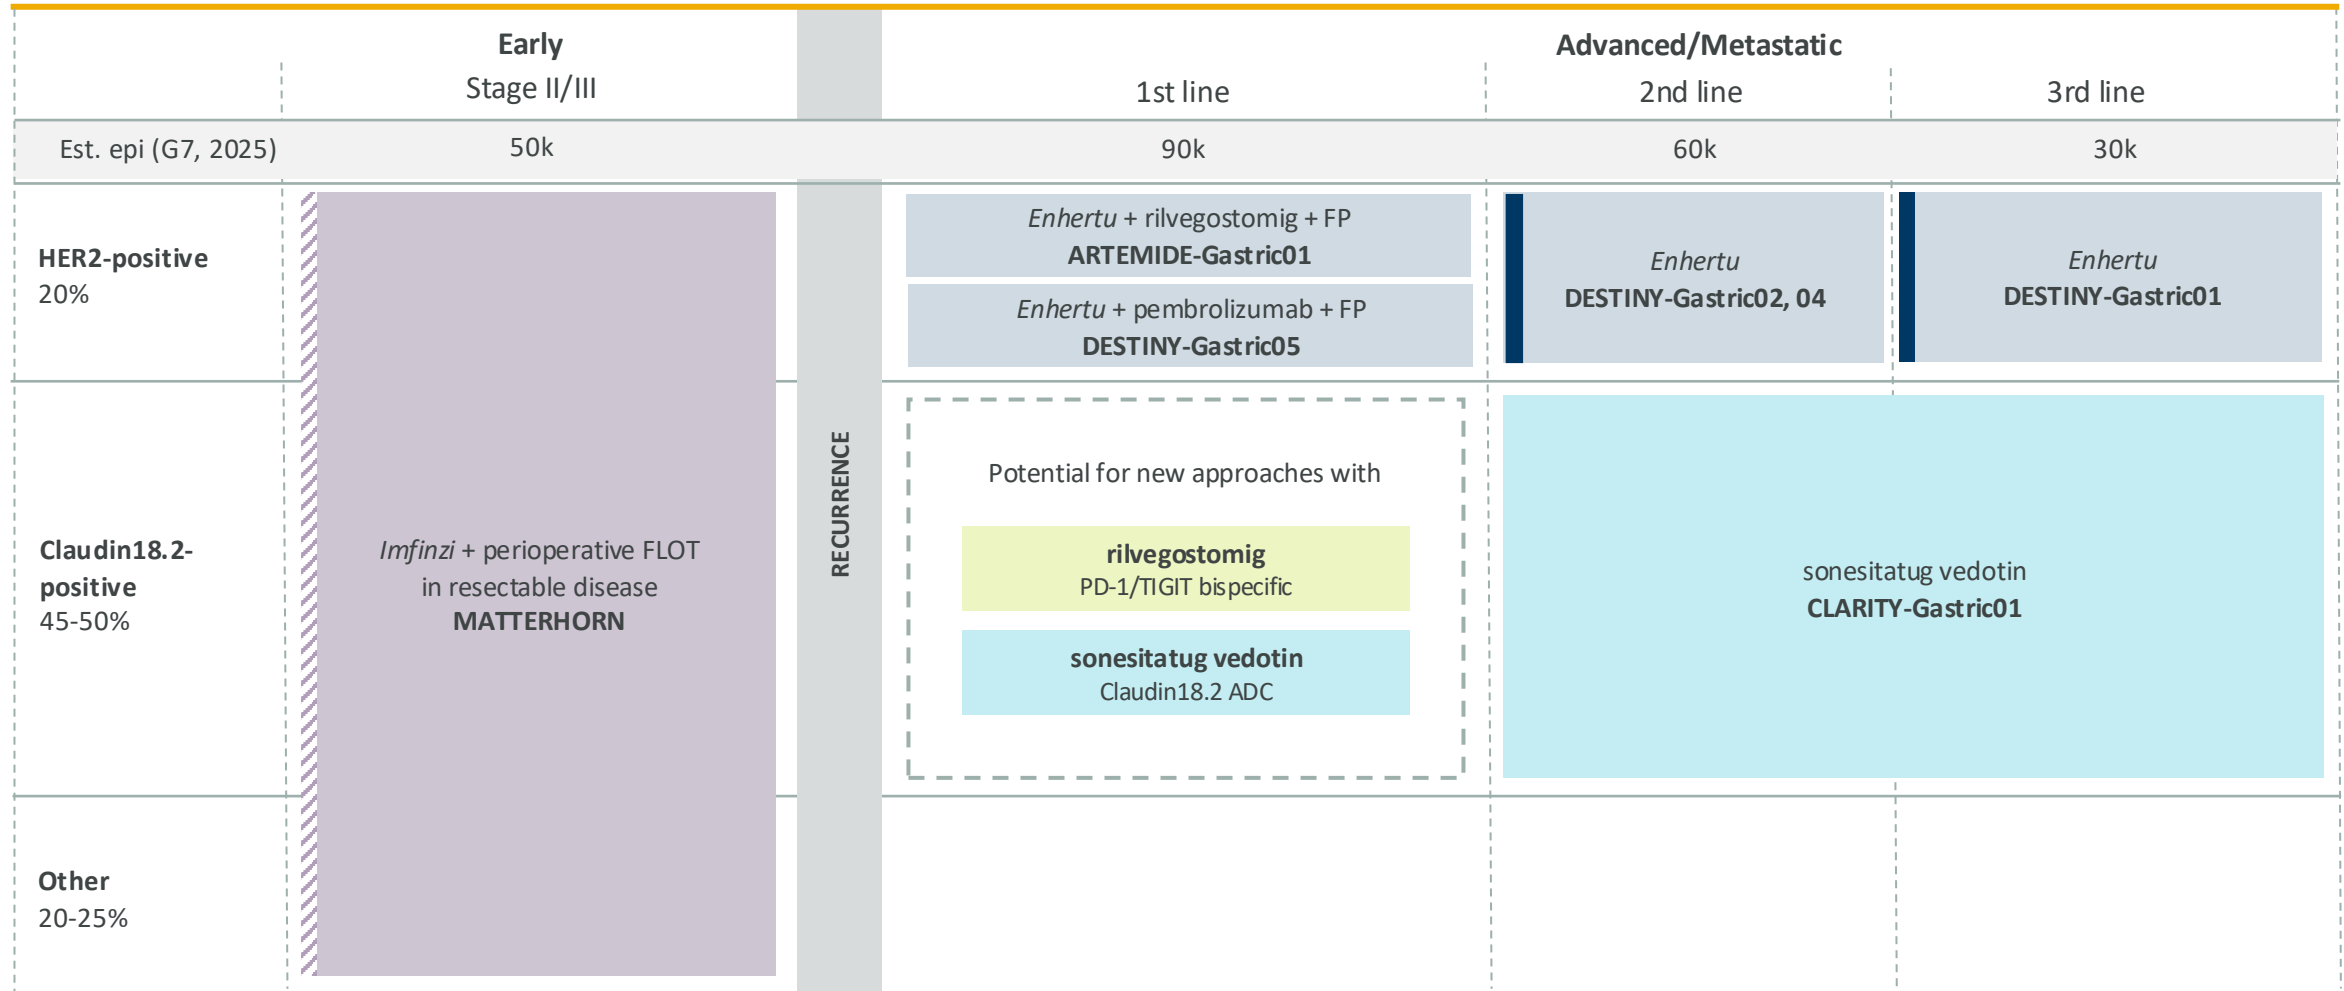 Early
Stage II/III
Advanced/Metastatic
1st line
2nd line
3rd line
Est. epi (G7, 2025)
50k
90k
60k
30k
HER2-positive
20%
Enhertu + rilvegostomig + FP
ARTEMIDE-Gastric01
Enhertu + pembrolizumab + FP
DESTINY-Gastric05
Enhertu
DESTINY-Gastric02, 04
Enhertu
DESTINY-Gastric01
Claudin18.2-
positive
45-50%
Imfinzi + perioperative FLOT
in resectable disease
MATTERHORN
RECURRENCE
Potential for new approaches with
rilvegostomig
PD-1/TIGIT bispecific
sonesitatug vedotin
Claudin18.2 ADC
sonesitatug vedotin
CLARITY-Gastric01
Other
20-25%